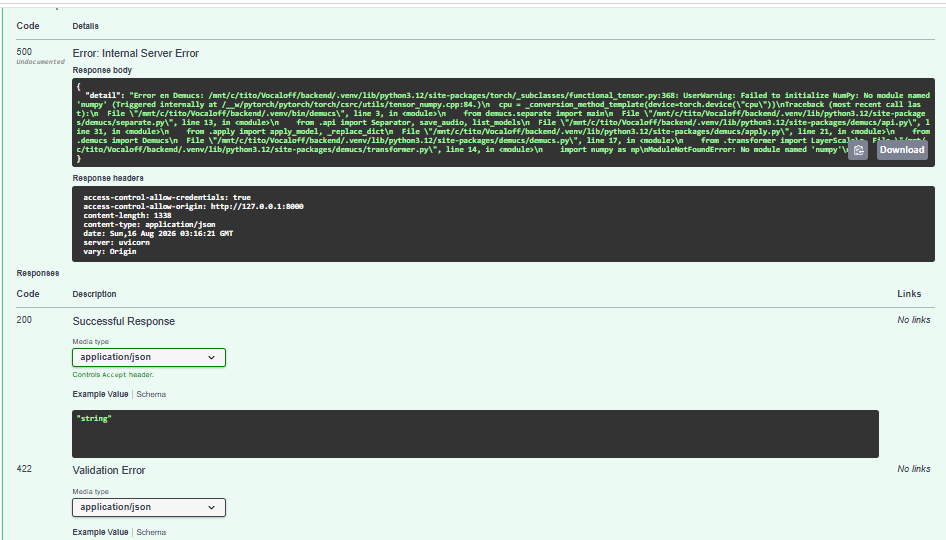 Code Details
500 Error: Internal Server Error
Undocumented
Response body
{
"detail": "Error en Demucs: /mnt/c/tito/Vocaloff/backend/.venv/lib/python3.12/site-packages/torch/_subclasses/functional_tensor.py:368: UserWarning: Failed to initialize NumPy: No module named
'numpy' (Triggered internally at /__w/pytorch/pytorch/torch/csrc/utils/tensor_numpy.cpp:84.)\n cpu = _conversion_method_template(device=torch.device(\"cpu\"))\nTraceback (most recent call las
t):\n File \"/mnt/c/tito/Vocaloff/backend/.venv/bin/demucs\", line 3, in <module>\n from demucs.separate import main\n File \"/mnt/c/tito/Vocaloff/backend/.venv/lib/python3.12/site-package
s/demucs/separate.py\", line 13, in <module>\n from .api import Separator, save_audio, list_models\n File \"/mnt/c/tito/Vocaloff/backend/.venv/lib/python3.12/site-packages/demucs/api.py\", l
ine 31, in <module>\n from .apply import apply_model, _replace_dict\n File \"/mnt/c/tito/Vocaloff/backend/.venv/lib/python3.12/site-packages/demucs/apply.py\", line 21, in <module>\n from
.demucs import Demucs\n File \"/mnt/c/tito/Vocaloff/backend/.venv/lib/python3.12/site-packages/demucs/demucs.py\", line 17, in <module>\n from .transformer import LayerScale\n
c/tito/Vocaloff/backend/.venv/lib/python3.12/site-packages/demucs/transformer.py\", line 14, in <module>\n import numpy as np\nModuleNotFoundError: No module named 'numpy'\n
}
Download
Response headers
access-control-allow-credentials: true
access-control-allow-origin: http://127.0.0.1:8000
content-length: 1338
content-type: application/json
date: Sun,16 Aug 2026 03:16:21 GMT
server: uvicorn
vary: Origin
Responses
Code Description Links
200 Successful Response No links
Media type
application/json
Controls Accept header.
Example Value | Schema
"string"
422 Validation Error No links
Media type
application/json
Example Value | Schema